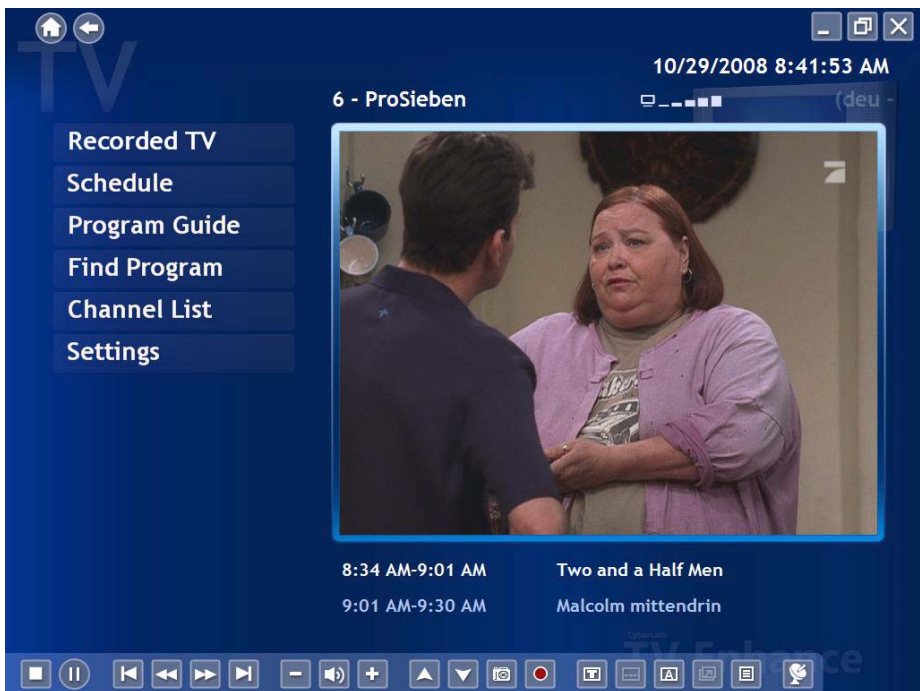 TV
10/29/2008 8:41:53 AM
6 - ProSieben
(deu -
Recorded TV
Schedule
Program Guide
Find Program
Channel List
Settings
8:34 AM-9:01 AM Two and a Half Men
9:01 AM-9:30 AM Malcolm mittendrin
CyberLink
TV Enhance